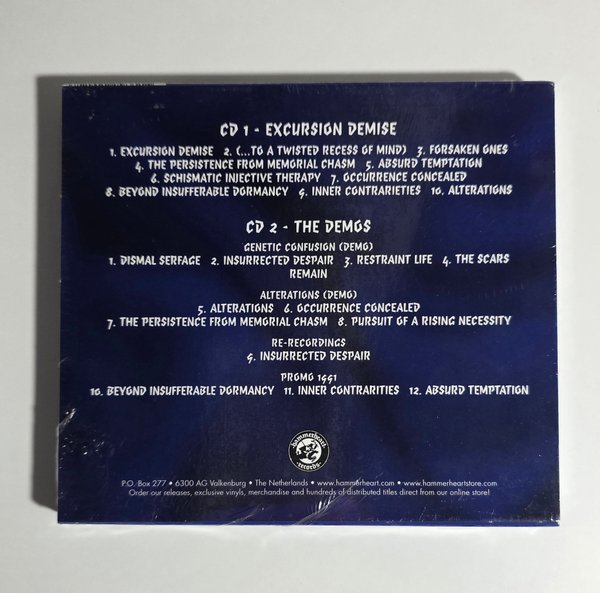 CD 1 - EXCURSION DEMISE
1. EXCURSION DEMISE 2. (...TO A TWISTED RECESS OF MIND) 3. FORSAKEN ONES
4. THE PERSISTENCE FROM MEMORIAL CHASM 5. ABSURD TEMPTATION
6. SCHISMATIC INJECTIVE THERAPY 7. OCCURRENCE CONCEALED
8. BEYOND INSUFFERABLE DORMANCY 9. INNER CONTRARIETIES 10. ALTERATIONS
CD 2 - THE DEMOS
GENETIC CONFUSION (DEMO)
1. DISMAL SERFAGE 2. INSURRECTED DESPAIR 3. RESTRAINT LIFE 4. THE SCARS
REMAIN
ALTERATIONS (DEMO)
5. ALTERATIONS 6. OCCURRENCE CONCEALED
7. THE PERSISTENCE FROM MEMORIAL CHASM 8. PURSUIT OF A RISING NECESSITY
RE-RECORDINGS
9. INSURRECTED DESPAIR
PROMO 1991
10. BEYOND INSUFFERABLE DORMANCY 11. INNER CONTRARITIES 12. ABSURD TEMPTATION
hammerheart
records
P.O. Box 277 • 6300 AG Valkenburg • The Netherlands • www.hammerheart.com • www.hammerheartstore.com
Order our releases, exclusive vinyls, merchandise and hundreds of distributed titles direct from our online store!